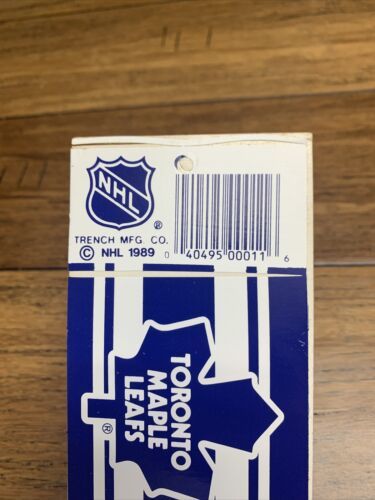 NHL
®
TRENCH MFG. CO.
© NHL 1989
0 40495 00011 6
TORONTO
MAPLE
LEAFS
®